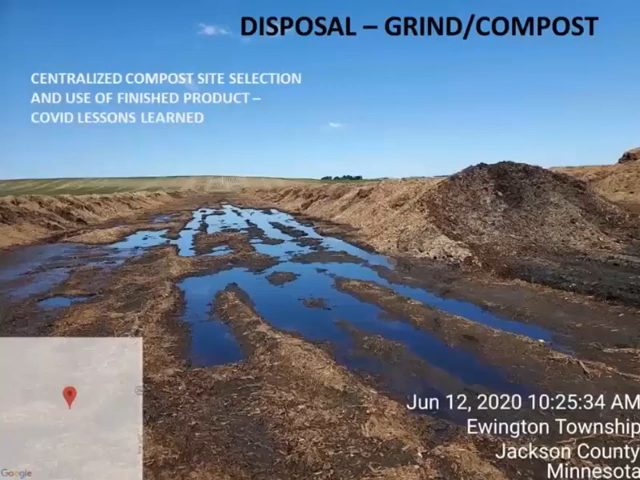 DISPOSAL – GRIND/COMPOST
CENTRALIZED COMPOST SITE SELECTION
AND USE OF FINISHED PRODUCT –
COVID LESSONS LEARNED
Jun 12, 2020 10:25:34 AM
Ewington Township
Jackson County
Minnesota
Google